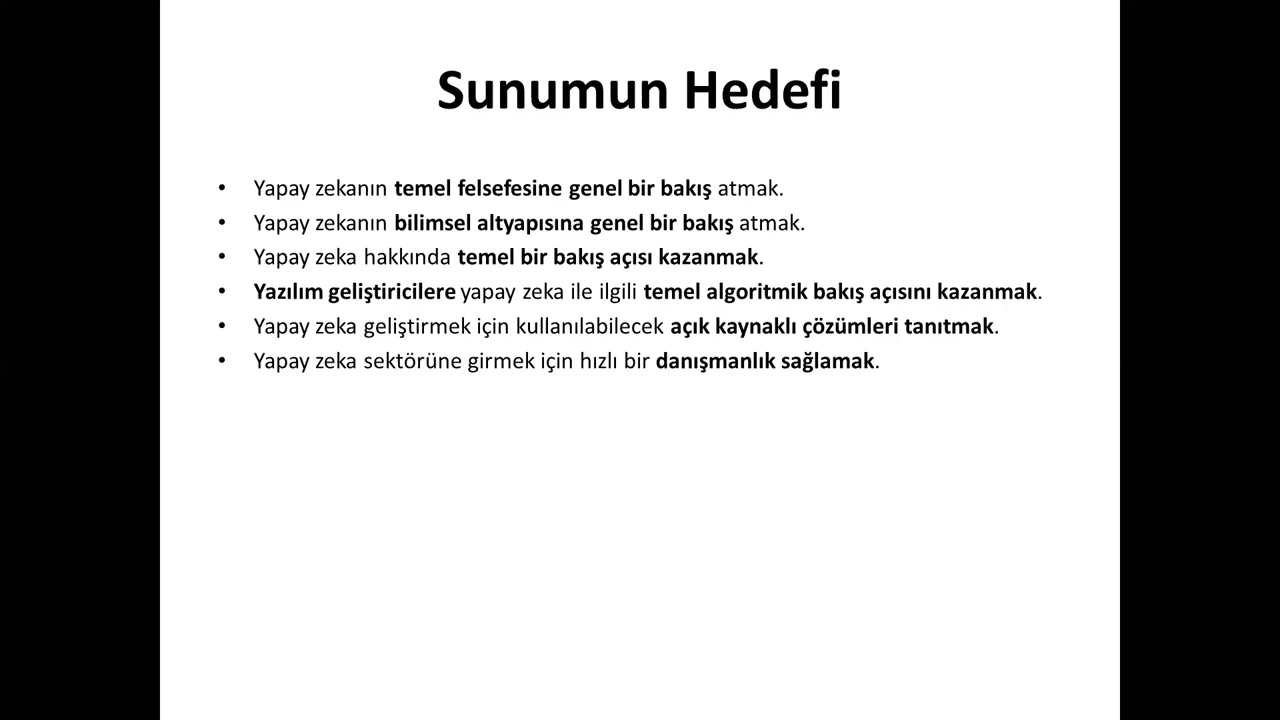 Sunumun Hedefi
• Yapay zekanın temel felsefesine genel bir bakış atmak.
• Yapay zekanın bilimsel altyapısına genel bir bakış atmak.
• Yapay zeka hakkında temel bir bakış açısı kazanmak.
• Yazılım geliştiricilere yapay zeka ile ilgili temel algoritmik bakış açısını kazanmak.
• Yapay zeka geliştirmek için kullanılabilecek açık kaynaklı çözümleri tanıtmak.
• Yapay zeka sektörüne girmek için hızlı bir danışmanlık sağlamak.